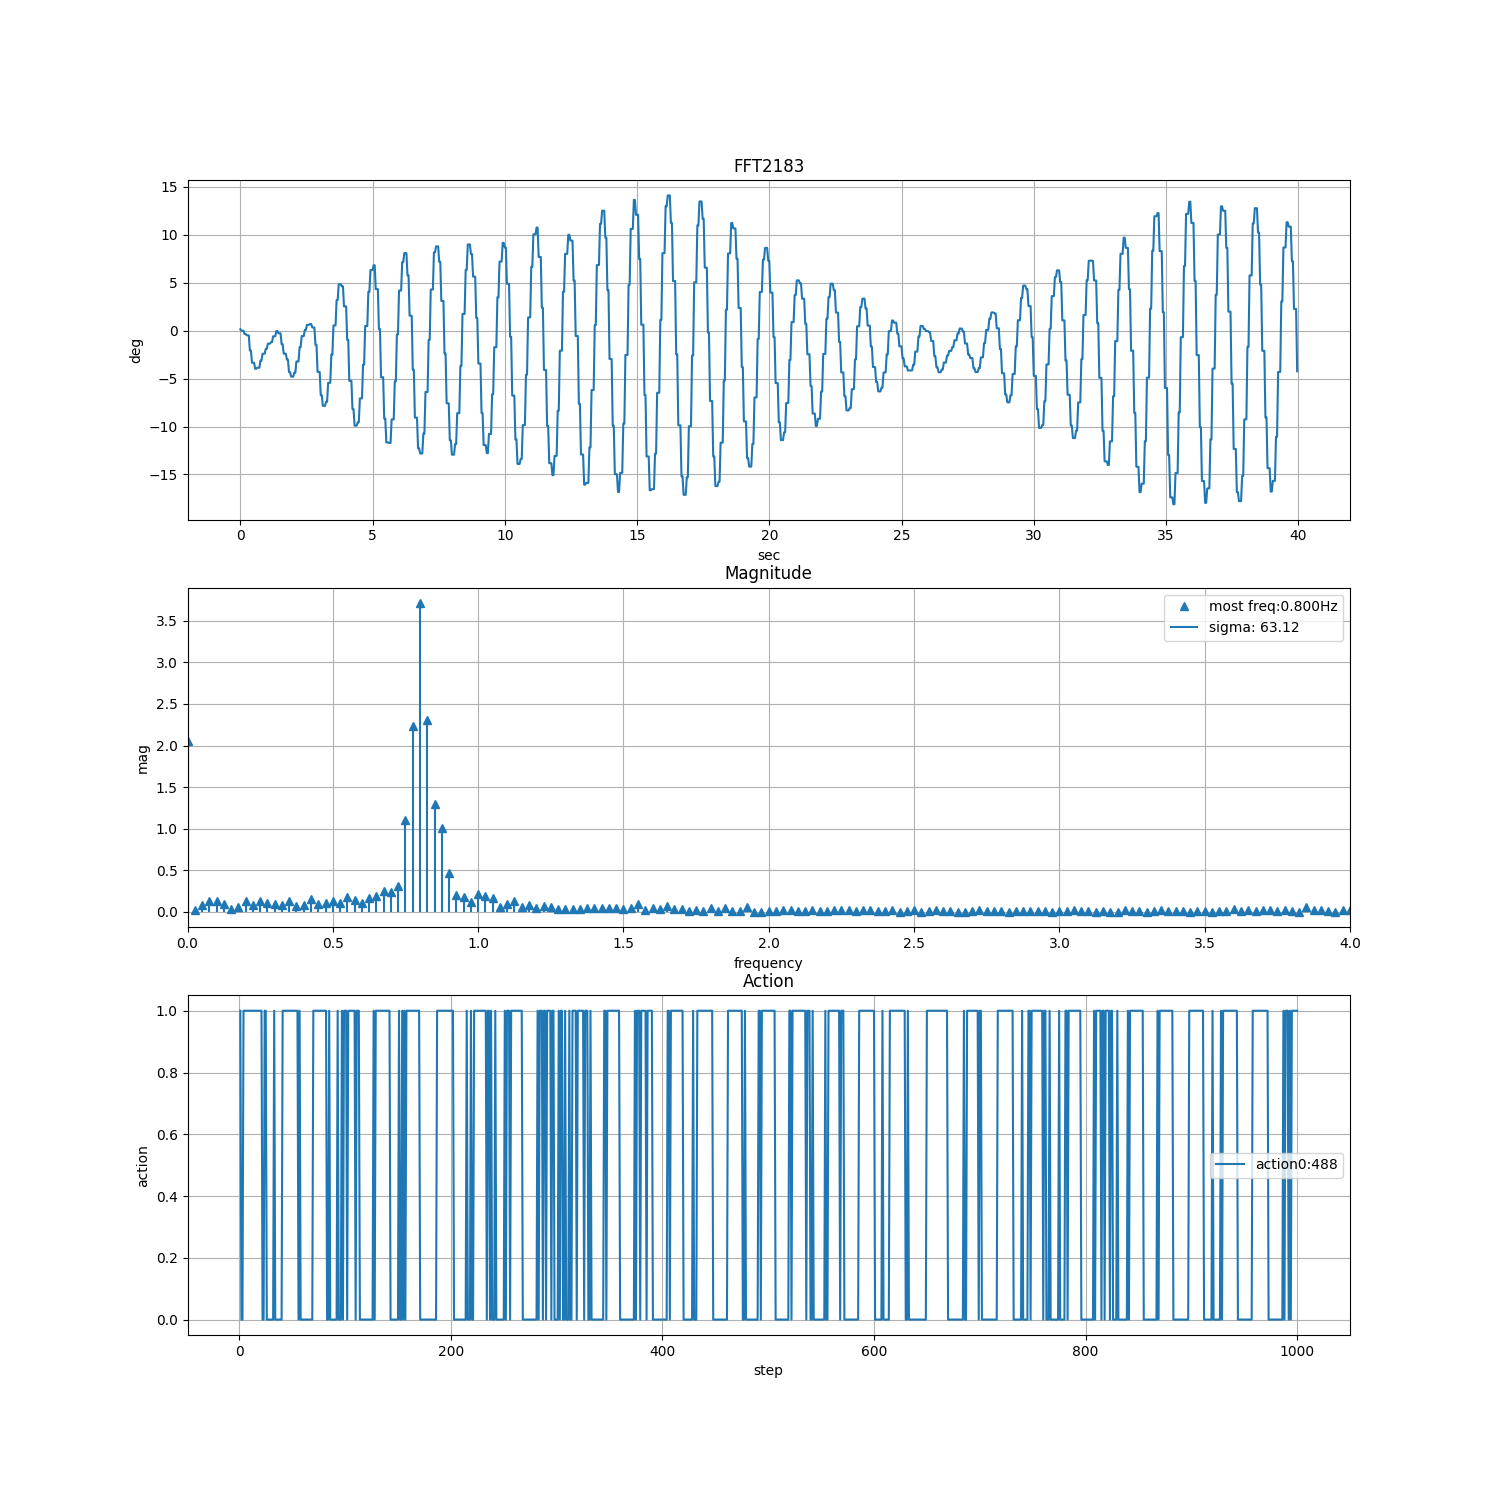 FFT2183
15
10
5
0
−5
−10
−15
deg
0 5 10 15 20 25 30 35 40
sec
Magnitude
most freq:0.800Hz
sigma: 63.12
3.5
3.0
2.5
2.0
1.5
1.0
0.5
0.0
mag
0.0 0.5 1.0 1.5 2.0 2.5 3.0 3.5 4.0
frequency
Action
1.0
0.8
0.6
0.4
0.2
0.0
action
action0:488
0 200 400 600 800 1000
step